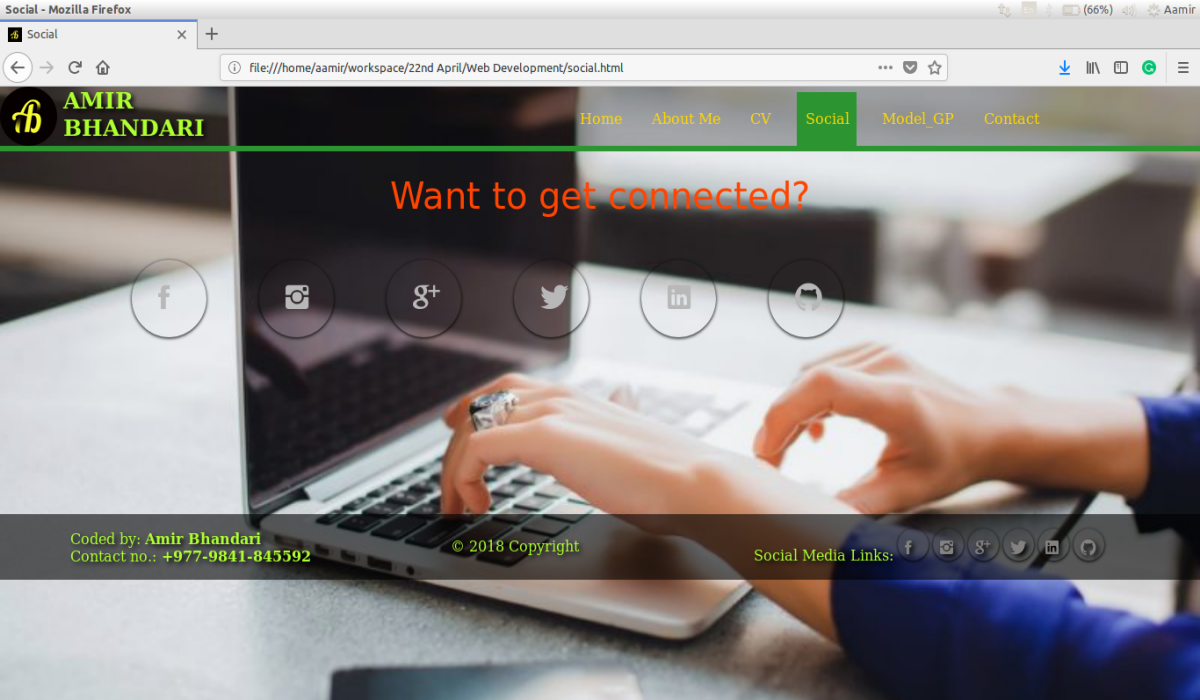 Social - Mozilla Firefox
(66%)
Aamir
Social
file:///home/aamir/workspace/22nd April/Web Development/social.html
AMIR
BHANDARI
Home
About Me
CV
Social
Model_GP
Contact
Want to get connected?
f
g+
in
Coded by: Amir Bhandari
Contact no.: +977-9841-845592
© 2018 Copyright
Social Media Links:
f
g+
in